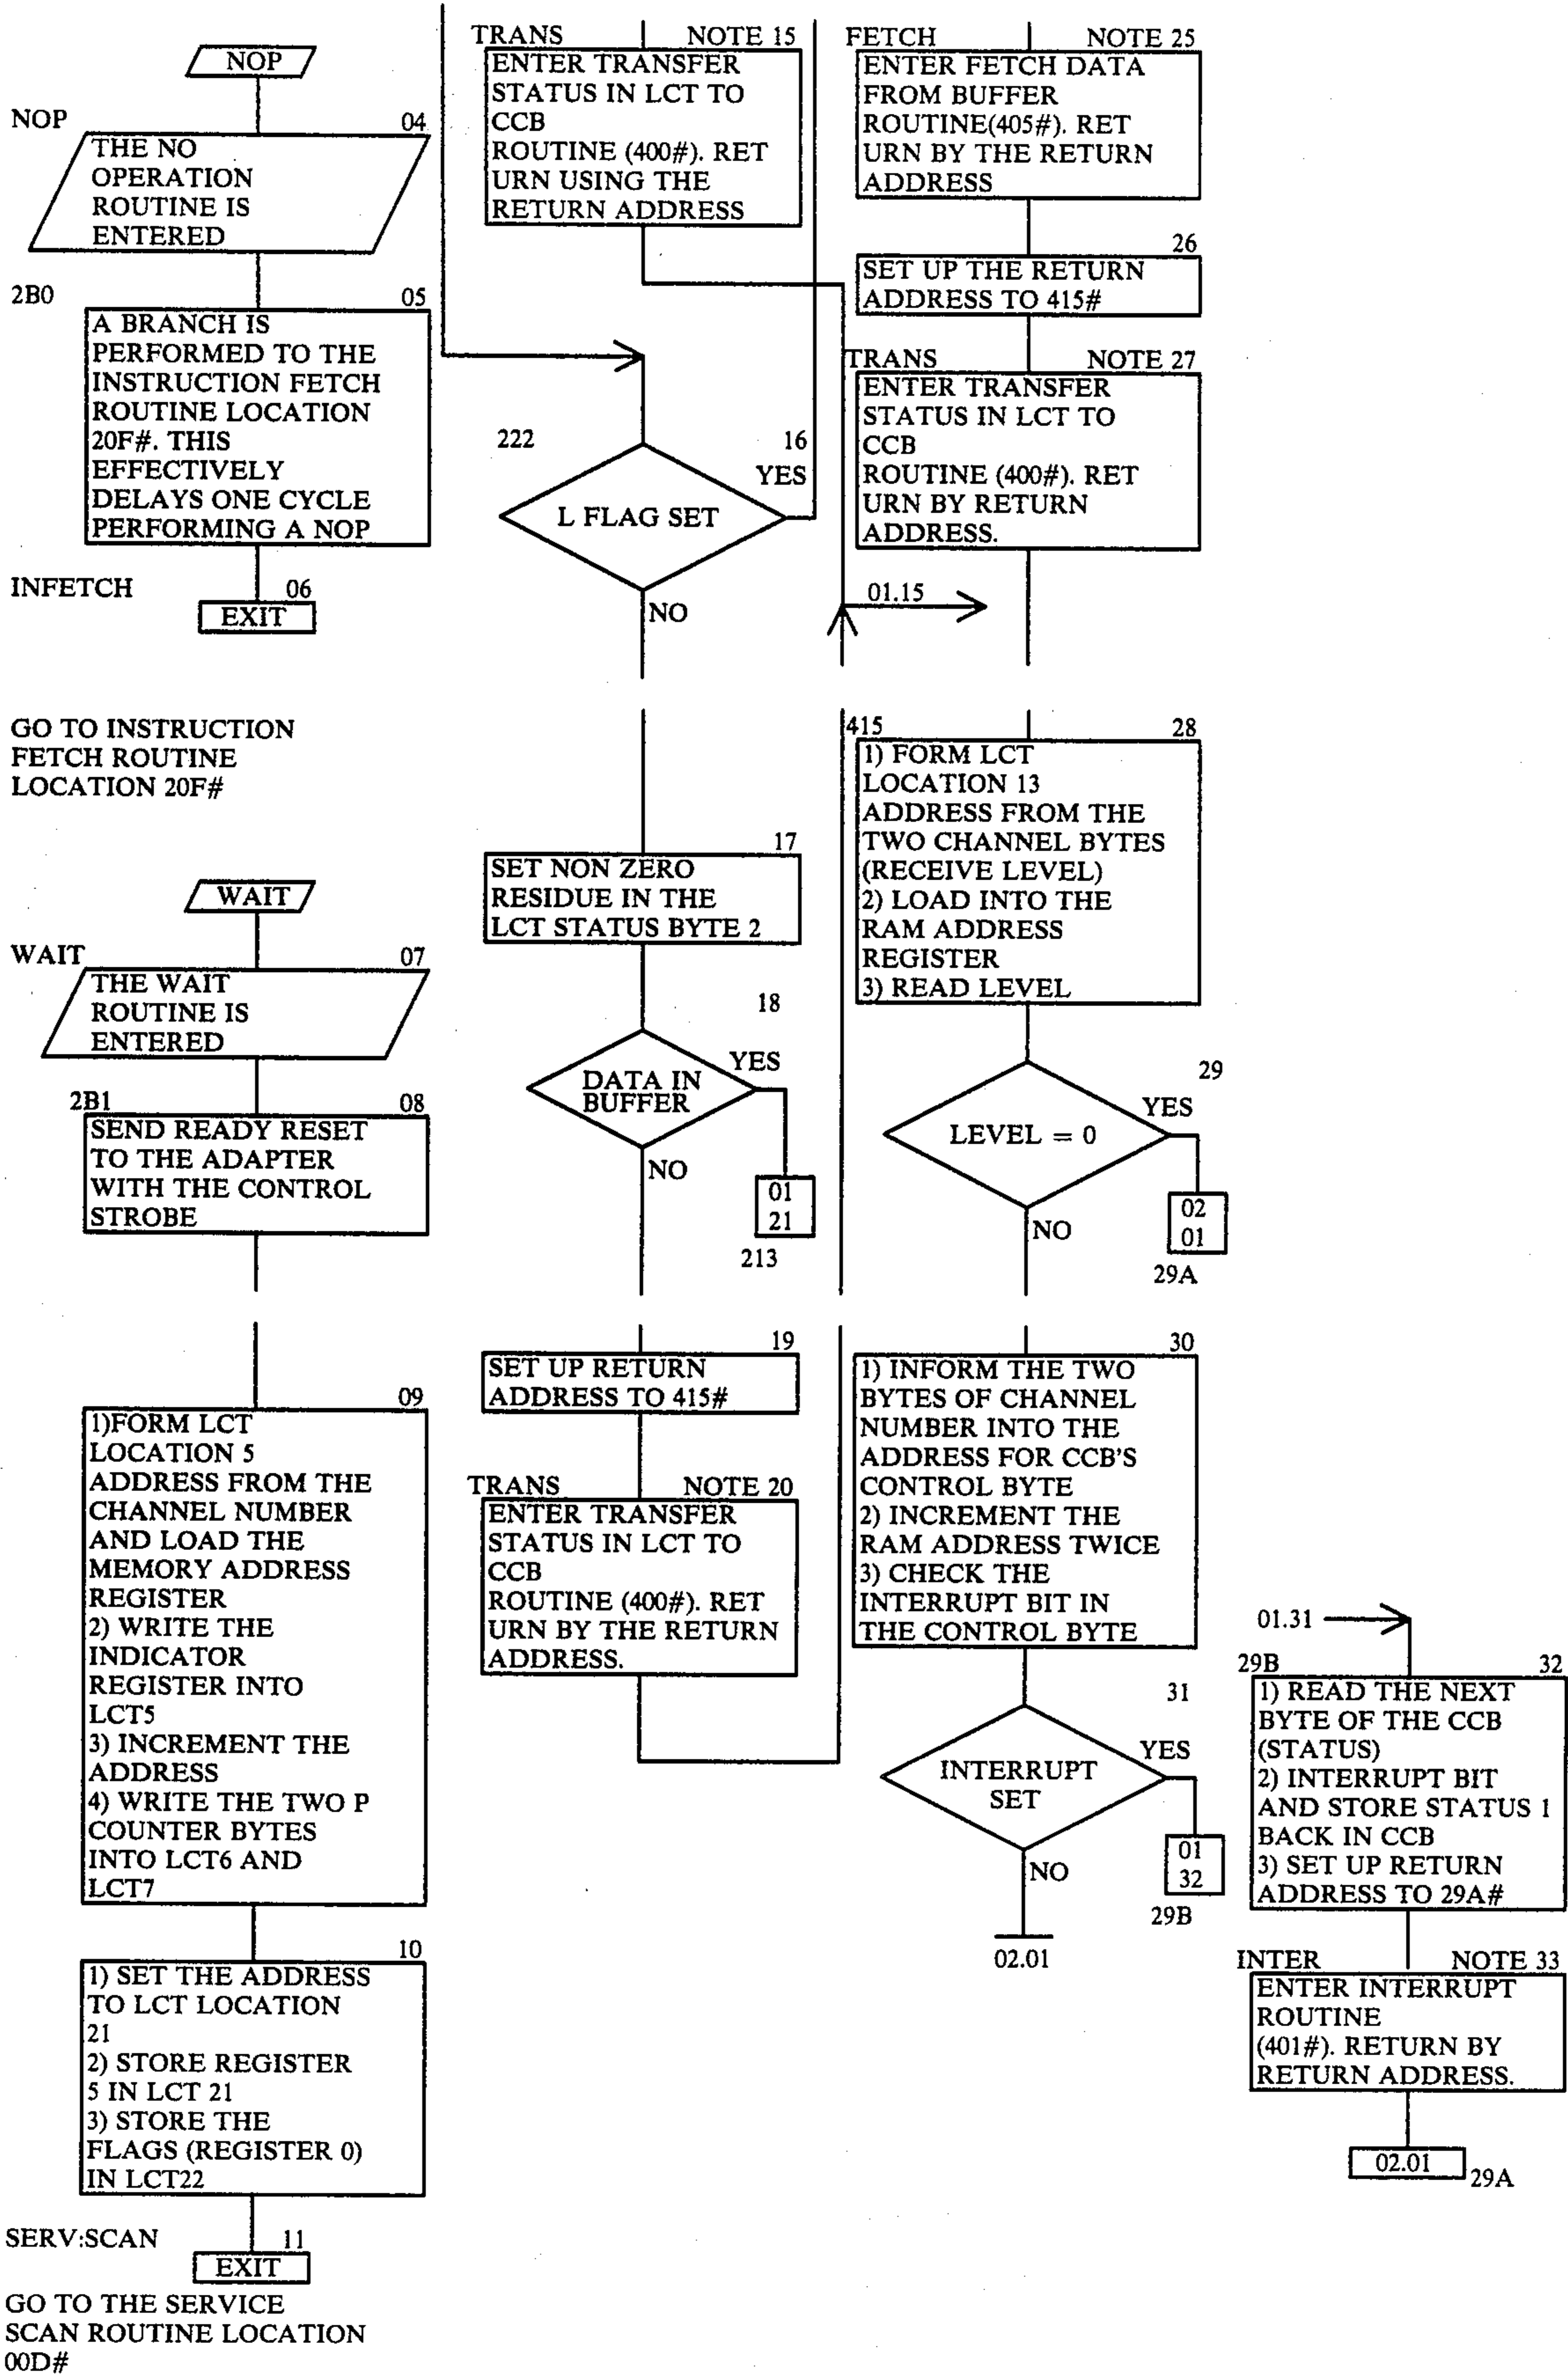 NOP
NOP
04
THE NO
OPERATION
ROUTINE IS
ENTERED
2B0
05
A BRANCH IS
PERFORMED TO THE
INSTRUCTION FETCH
ROUTINE LOCATION
20F#. THIS
EFFECTIVELY
DELAYS ONE CYCLE
PERFORMING A NOP
INFETCH
06
EXIT
GO TO INSTRUCTION
FETCH ROUTINE
LOCATION 20F#
WAIT
WAIT
07
THE WAIT
ROUTINE IS
ENTERED
2B1
08
SEND READY RESET
TO THE ADAPTER
WITH THE CONTROL
STROBE
09
1)FORM LCT
LOCATION 5
ADDRESS FROM THE
CHANNEL NUMBER
AND LOAD THE
MEMORY ADDRESS
REGISTER
2) WRITE THE
INDICATOR
REGISTER INTO
LCT5
3) INCREMENT THE
ADDRESS
4) WRITE THE TWO P
COUNTER BYTES
INTO LCT6 AND
LCT7
10
1) SET THE ADDRESS
TO LCT LOCATION
21
2) STORE REGISTER
5 IN LCT 21
3) STORE THE
FLAGS (REGISTER 0)
IN LCT22
SERV:SCAN
11
EXIT
GO TO THE SERVICE
SCAN ROUTINE LOCATION
00D#
TRANS
NOTE 15
ENTER TRANSFER
STATUS IN LCT TO
CCB
ROUTINE (400#). RET
URN USING THE
RETURN ADDRESS
222
16
YES
L FLAG SET
NO
17
SET NON ZERO
RESIDUE IN THE
LCT STATUS BYTE 2
18
YES
DATA IN
BUFFER
NO
01
21
213
19
SET UP RETURN
ADDRESS TO 415#
TRANS
NOTE 20
ENTER TRANSFER
STATUS IN LCT TO
CCB
ROUTINE (400#). RET
URN BY THE RETURN
ADDRESS.
FETCH
NOTE 25
ENTER FETCH DATA
FROM BUFFER
ROUTINE(405#). RET
URN BY THE RETURN
ADDRESS
26
SET UP THE RETURN
ADDRESS TO 415#
TRANS
NOTE 27
ENTER TRANSFER
STATUS IN LCT TO
CCB
ROUTINE (400#). RET
URN BY RETURN
ADDRESS.
01.15
415
28
1) FORM LCT
LOCATION 13
ADDRESS FROM THE
TWO CHANNEL BYTES
(RECEIVE LEVEL)
2) LOAD INTO THE
RAM ADDRESS
REGISTER
3) READ LEVEL
29
YES
LEVEL = 0
NO
02
01
29A
30
1) INFORM THE TWO
BYTES OF CHANNEL
NUMBER INTO THE
ADDRESS FOR CCB'S
CONTROL BYTE
2) INCREMENT THE
RAM ADDRESS TWICE
3) CHECK THE
INTERRUPT BIT IN
THE CONTROL BYTE
31
YES
INTERRUPT
SET
NO
01
32
29B
02.01
01.31
29B
32
1) READ THE NEXT
BYTE OF THE CCB
(STATUS)
2) INTERRUPT BIT
AND STORE STATUS 1
BACK IN CCB
3) SET UP RETURN
ADDRESS TO 29A#
INTER
NOTE 33
ENTER INTERRUPT
ROUTINE
(401#). RETURN BY
RETURN ADDRESS.
02.01
29A